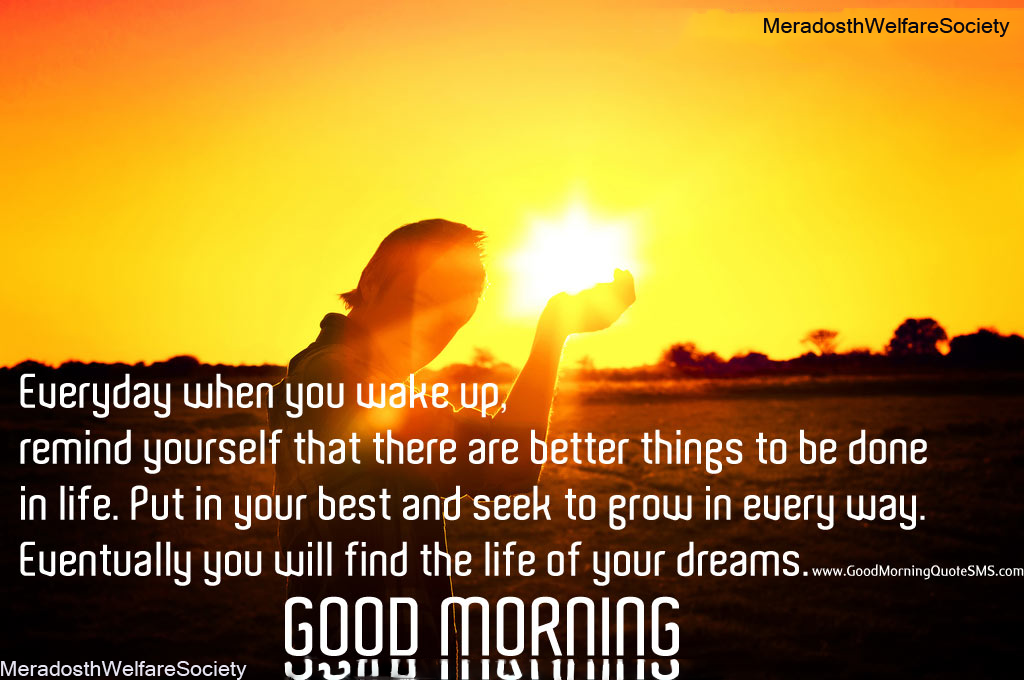 MeradosthWelfareSociety
Everyday when you wake up,
remind yourself that there are better things to be done
in life. Put in your best and seek to grow in every way.
Eventually you will find the life of your dreams.
www.GoodMorningQuoteSMS.com
GOOD MORNING
MeradosthWelfareSociety